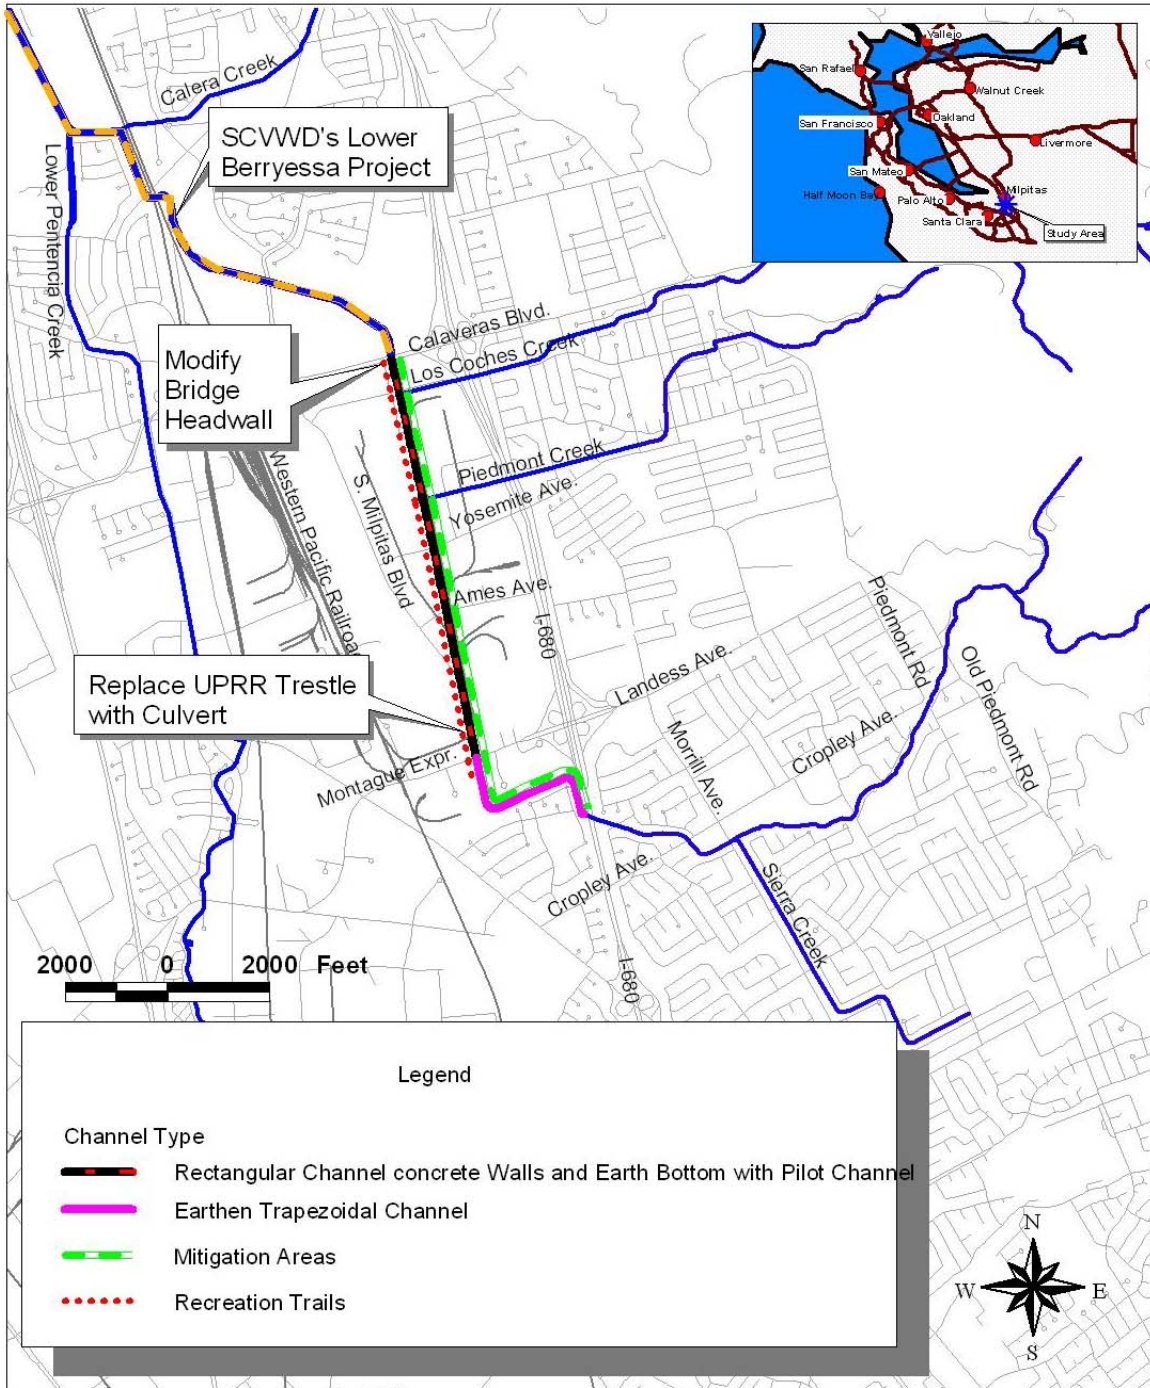 Calera Creek
SCVWD's Lower
Berryessa Project
Lower Pentencia Creek
Vallejo
San Rafael
Walnut Creek
San Francisco
Oakland
Livermore
San Mateo
Half Moon Bay
Palo Alto
Milpitas
Santa Clara
Study Area
Calaveras Blvd.
Los Coches Creek
Modify
Bridge
Headwall
Piedmont Creek
Yosemite Ave.
Western Pacific Railroad
S. Milpitas Blvd
Ames Ave.
I-680
Piedmont Rd
Old Piedmont Rd
Landess Ave.
Replace UPRR Trestle
with Culvert
Montague Expr.
Morrill Ave.
Cropley Ave.
Cropley Ave.
Sierra Creek
I-680
2000 0 2000 Feet
Legend
Channel Type
Rectangular Channel concrete Walls and Earth Bottom with Pilot Channel
Earthen Trapezoidal Channel
Mitigation Areas
Recreation Trails
N
W E
S